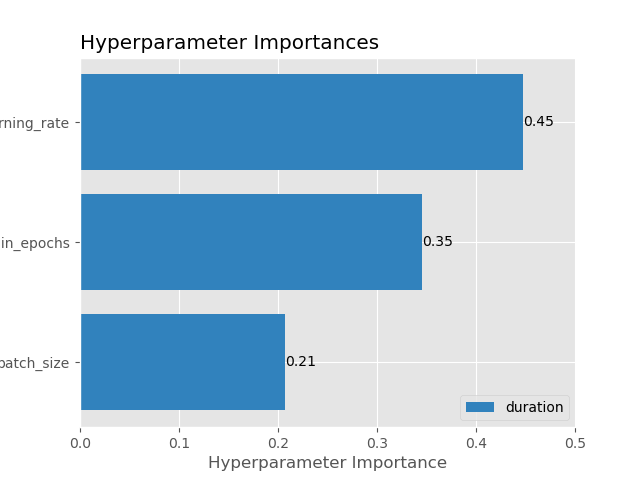 Hyperparameter Importances
rning_rate
0.45
in_epochs
0.35
batch_size
0.21
duration
0.0 0.1 0.2 0.3 0.4 0.5
Hyperparameter Importance